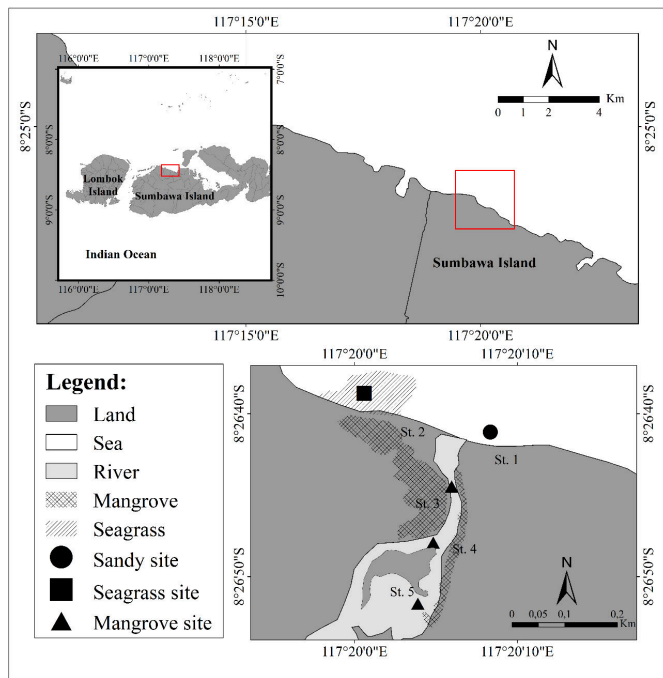 117°15'0"E
117°20'0"E
116°0'0"E
117°0'0"E
118°0'0"E
7°0'0"S
8°0'0"S
9°0'0"S
10°0'0"S
Lombok
Island
Sumbawa Island
Indian Ocean
116°0'0"E
117°0'0"E
118°0'0"E
8°0'0"S
9°0'0"S
8°25'0"S
8°25'0"S
N
Km
0
1
2
4
Sumbawa Island
117°15'0"E
117°20'0"E
Legend:
Land
Sea
River
Mangrove
Seagrass
Sandy site
Seagrass site
Mangrove site
117°20'0"E
117°20'10"E
8°26'40"S
8°26'50"S
St. 2
St. 1
St. 3
St. 4
St. 5
8°26'40"S
8°26'50"S
N
0
0,05
0,1
0,2
Km
117°20'0"E
117°20'10"E